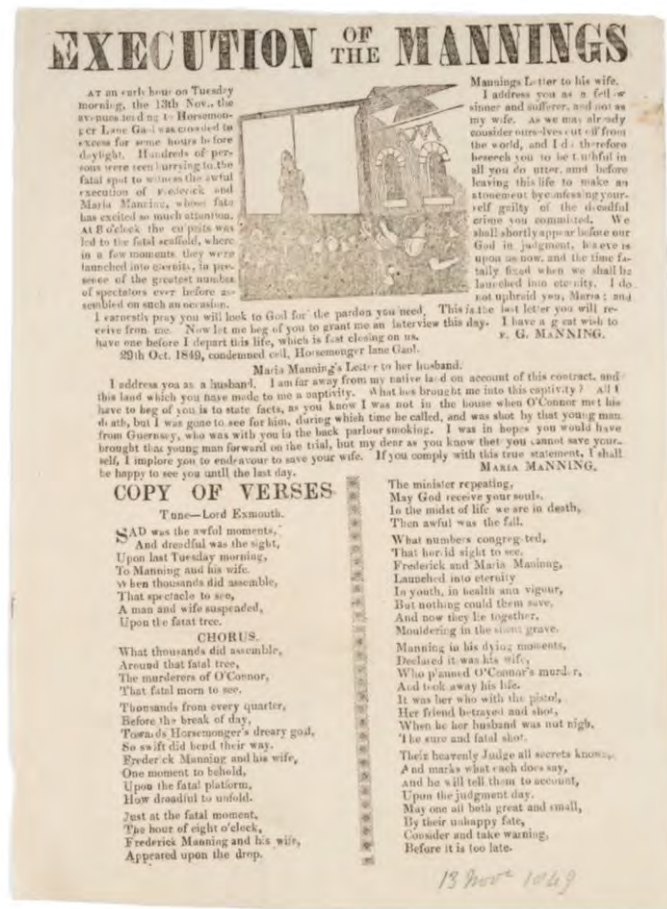 EXECUTION OF THE MANNINGS
AT an early hour on Tuesday
morning, the 13th Nov., the
avenues leading to Horsemon-
ger Lane Gaol was crowded to
excess for some hours before
daylight. Hundreds of per-
sons were seen hurrying to the
fatal spot to witness the awful
execution of Frederick and
Maria Manning, whose fate
has excited so much attention.
At 8 o'clock the culprits was
led to the fatal scaffold, where
in a few moments they were
launched into eternity, in pre-
sence of the greatest number
of spectators ever before as-
sembled on such an occasion.
Mannings Letter to his wife.
I address you as a fellow
sinner and sufferer, and not as
my wife. As we may already
consider ourselves cut off from
the world, and I do therefore
beseech you to be truthful in
all you do utter, and before
leaving this life to make an
atonement by confessing your-
self guilty of the dreadful
crime you committed. We
shall shortly appear before our
God in judgment, his eye is
upon us now, and the time fa-
tally fixed when we shall be
launched into eternity. I do
not upbraid you, Maria; and
I earnestly pray you will look to God for the pardon you need. This is the last letter you will re-
ceive from me. Now let me beg of you to grant me an interview this day. I have a great wish to
have one before I depart this life, which is fast closing on us. F. G. MANNING.
29th Oct. 1849, condemned cell, Horsemonger lane Gaol.
Maria Manning's Letter to her husband.
I address you as a husband. I am far away from my native land on account of this contract, and
this land which you have made to me a captivity. What has brought me into this captivity? All I
have to beg of you is to state facts, as you know I was not in the house when O'Connor met his
death, but I was gone to see for him, during which time he called, and was shot by that young man
from Guernsey, who was with you in the back parlour smoking. I was in hopes you would have
brought that young man forward on the trial, but my dear as you know thet you cannot save your-
self, I implore you to endeavour to save your wife. If you comply with this true statement, I shall
be happy to see you untill the last day. MARIA MANNING.
COPY OF VERSES
Tune—Lord Exmouth.
SAD was the awful moments,
And dreadful was the sight,
Upon last Tuesday morning,
To Manning and his wife.
When thousands did assemble,
That spectacle to see,
A man and wife suspended,
Upon the fatat tree.
CHORUS.
What thousands did assemble,
Around that fatal tree,
The murderers of O'Connor,
That fatal morn to see.
Thousands from every quarter,
Before the break of day,
Towards Horsemonger's dreary goal,
So swift did bend their way.
Frederick Manning and his wife,
One moment to behold,
Upon the fatal platform,
How dreadful to unfold.
Just at the fatal moment,
The hour of eight o'clock,
Frederick Manning and his wife,
Appeared upon the drop.
The minister repeating,
May God receive your souls.
In the midst of life we are in death,
Then awful was the fall.
What numbers congregated,
That horrid sight to see,
Frederick and Maria Manning,
Launched into eternity
In youth, in health ann vigour,
But nothing could them save,
And now they lie together,
Mouldering in the silent grave.
Manning in his dying moments,
Declared it was his wife,
Who planned O'Connor's murder,
And took away his life.
It was her who with the pistol,
Her friend betrayed and shot,
When he her husband was not nigh,
The sure and fatal shot.
Their heavenly Judge all secrets knows,
And marks what each does say,
and he will tell them to account,
Upon the judgment day.
May one all both great and small,
By their unhappy fate,
Consider and take warning,
Before it is too late.
13 Novr 1849